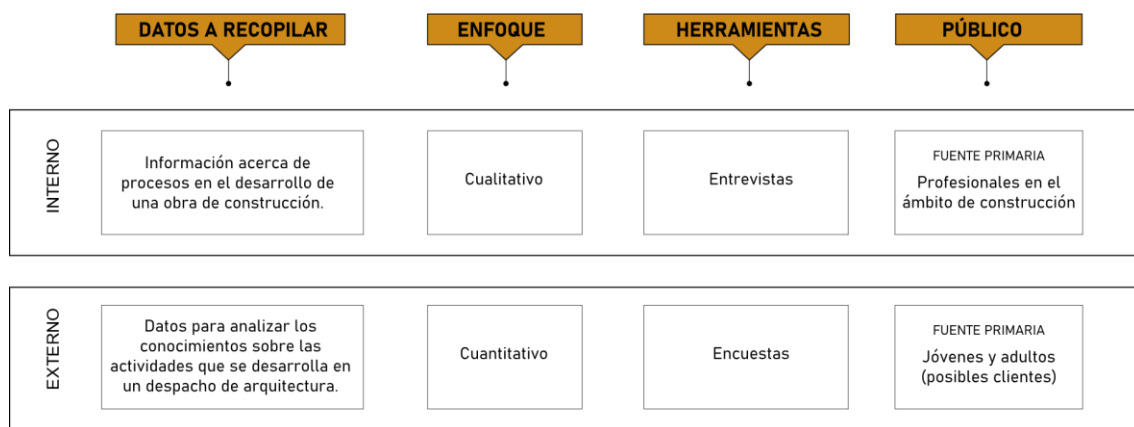 DATOS A RECOPILAR
ENFOQUE
HERRAMIENTAS
PÚBLICO
INTERNO
Información acerca de
procesos en el desarrollo de
una obra de construcción.
Cualitativo
Entrevistas
FUENTE PRIMARIA
Profesionales en el
ámbito de construcción
EXTERNO
Datos para analizar los
conocimientos sobre las
actividades que se desarrolla en
un despacho de arquitectura.
Cuantitativo
Encuestas
FUENTE PRIMARIA
Jóvenes y adultos
(posibles clientes)